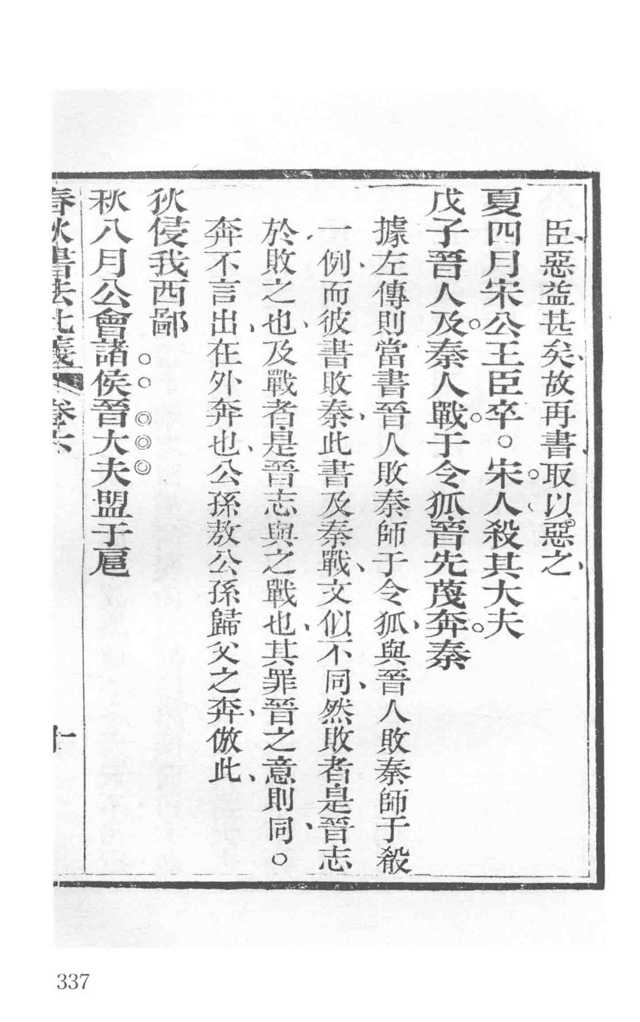 臣惡益甚矣故再書取以惡之
夏四月宋公王臣卒。宋人殺其大夫
戊子晉人及秦人戰于令狐晉先蔑奔秦
據左傳則當書晉人敗秦師于令狐與晉人敗秦師于殽
一例而彼書敗秦此書及秦戰文似不同然敗者是晉志
於敗之也及戰者是晉志與之戰也其罪晉之意則同。
奔不言出在外奔也公孫敖公孫歸父之奔倣此
狄侵我西鄙
秋八月公會諸侯晉大夫盟于扈
春秋書法比義 卷六 十
337